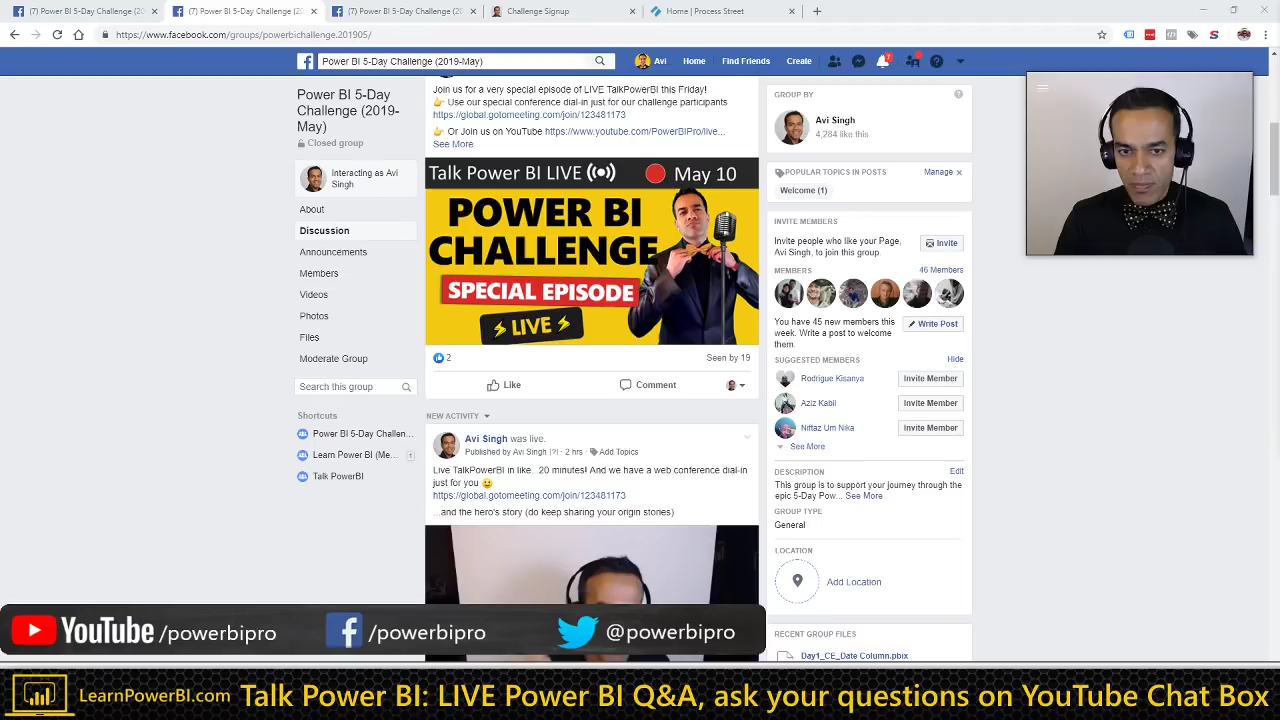 (7) Power BI 5-Day Challenge (20
(7) Power BI 5-Day Challenge (20
(7) Power BI 5-Day Challenge (20
Challenge Signup
Home | Process Street
https://www.facebook.com/groups/powerbichallenge.201905/
Power BI 5-Day Challenge (2019-May)
Avi
Home
Find Friends
Create
7
Power BI 5-Day
Challenge (2019-
May)
Closed group
Interacting as Avi
Singh
About
Discussion
Announcements
Members
Videos
Photos
Files
Moderate Group
Search this group
Shortcuts
Power BI 5-Day Challen...
Learn Power BI (Me... 1
Talk PowerBI
Join us for a very special episode of LIVE TalkPowerBI this Friday!
Use our special conference dial-in just for our challenge participants
https://global.gotomeeting.com/join/123481173
Or Join us on YouTube https://www.youtube.com/PowerBIPro/live...
See More
Talk Power BI LIVE May 10
POWER BI
CHALLENGE
SPECIAL EPISODE
LIVE
2
Seen by 19
Like
Comment
NEW ACTIVITY
Avi Singh was live.
Published by Avi Singh [?] · 2 hrs · Add Topics
Live TalkPowerBI in like.. 20 minutes! And we have a web conference dial-in
just for you
https://global.gotomeeting.com/join/123481173
...and the hero's story (do keep sharing your origin stories)
GROUP BY
Avi Singh
4,284 like this
POPULAR TOPICS IN POSTS Manage
Welcome (1)
INVITE MEMBERS
Invite people who like your Page,
Avi Singh, to join this group.
Invite
MEMBERS 46 Members
You have 45 new members this
week. Write a post to welcome
them.
Write Post
SUGGESTED MEMBERS Hide
Rodrigue Kisanya Invite Member
Aziz Kabil Invite Member
Niftaz Um Nika Invite Member
See More
DESCRIPTION Edit
This group is to support your journey through the
epic 5-Day Pow... See More
GROUP TYPE
General
LOCATION
Add Location
RECENT GROUP FILES
Day1_CE_Date Column.pbix
YouTube /powerbipro
/powerbipro
@powerbipro
LearnPowerBI.com Talk Power BI: LIVE Power BI Q&A, ask your questions on YouTube Chat Box